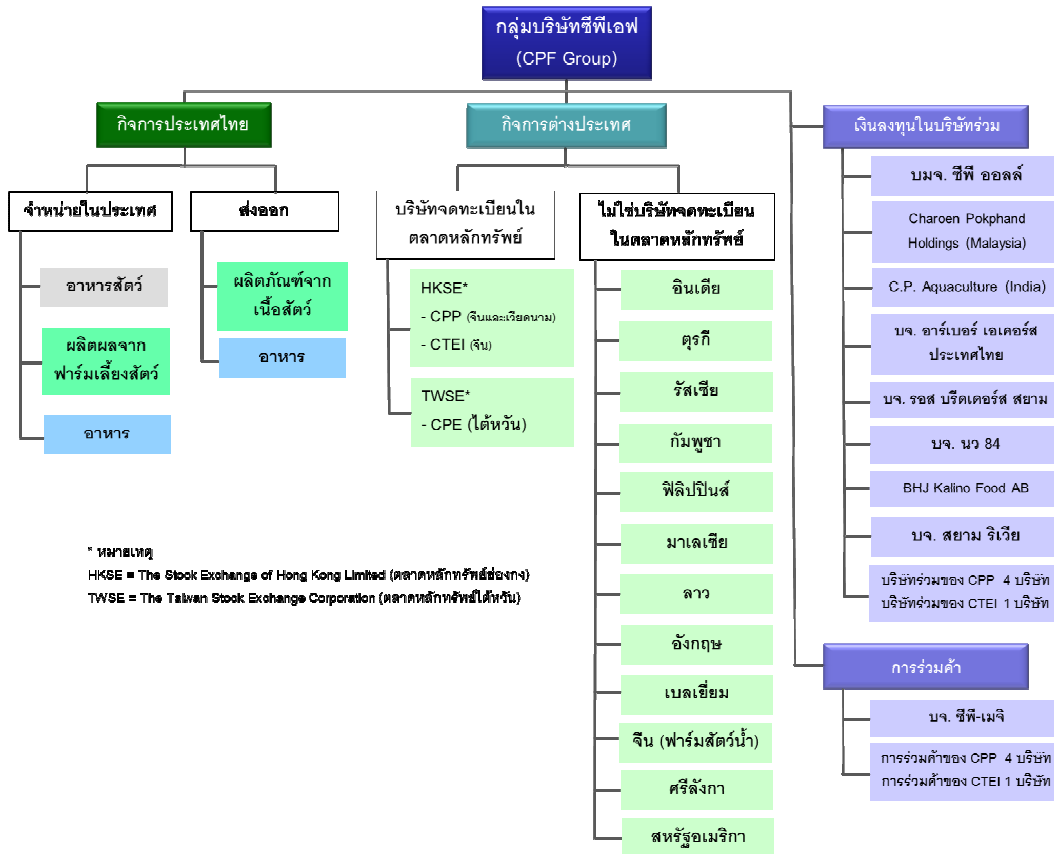 กลุ่มบริษัทซีพีเอฟ
(CPF Group)
กิจการประเทศไทย
จำหน่ายในประเทศ
อาหารสัตว์
ผลิตผลจาก
ฟาร์มเลี้ยงสัตว์
อาหาร
ส่งออก
ผลิตภัณฑ์จาก
เนื้อสัตว์
อาหาร
กิจการต่างประเทศ
บริษัทจดทะเบียนใน
ตลาดหลักทรัพย์
HKSE*
- CPP (จีนและเวียดนาม)
- CTEI (จีน)
TWSE*
- CPE (ไต้หวัน)
ไม่ใช่บริษัทจดทะเบียน
ในตลาดหลักทรัพย์
อินเดีย
ตุรกี
รัสเซีย
กัมพูชา
ฟิลิปปินส์
มาเลเซีย
ลาว
อังกฤษ
เบลเยี่ยม
จีน (ฟาร์มสัตว์น้ำ)
ศรีลังกา
สหรัฐอเมริกา
เงินลงทุนในบริษัทร่วม
บมจ. ซีพี ออลล์
Charoen Pokphand
Holdings (Malaysia)
C.P. Aquaculture (India)
บจ. อาร์เบอร์ เอเคอร์ส
ประเทศไทย
บจ. รอส บรีดเดอร์ส สยาม
บจ. นว 84
BHJ Kalino Food AB
บจ. สยาม ริเวีย
บริษัทร่วมของ CPP 4 บริษัท
บริษัทร่วมของ CTEI 1 บริษัท
การร่วมค้า
บจ. ซีพี-เมจิ
การร่วมค้าของ CPP 4 บริษัท
การร่วมค้าของ CTEI 1 บริษัท
* หมายเหตุ
HKSE = The Stock Exchange of Hong Kong Limited (ตลาดหลักทรัพย์ฮ่องกง)
TWSE = The Taiwan Stock Exchange Corporation (ตลาดหลักทรัพย์ไต้หวัน)